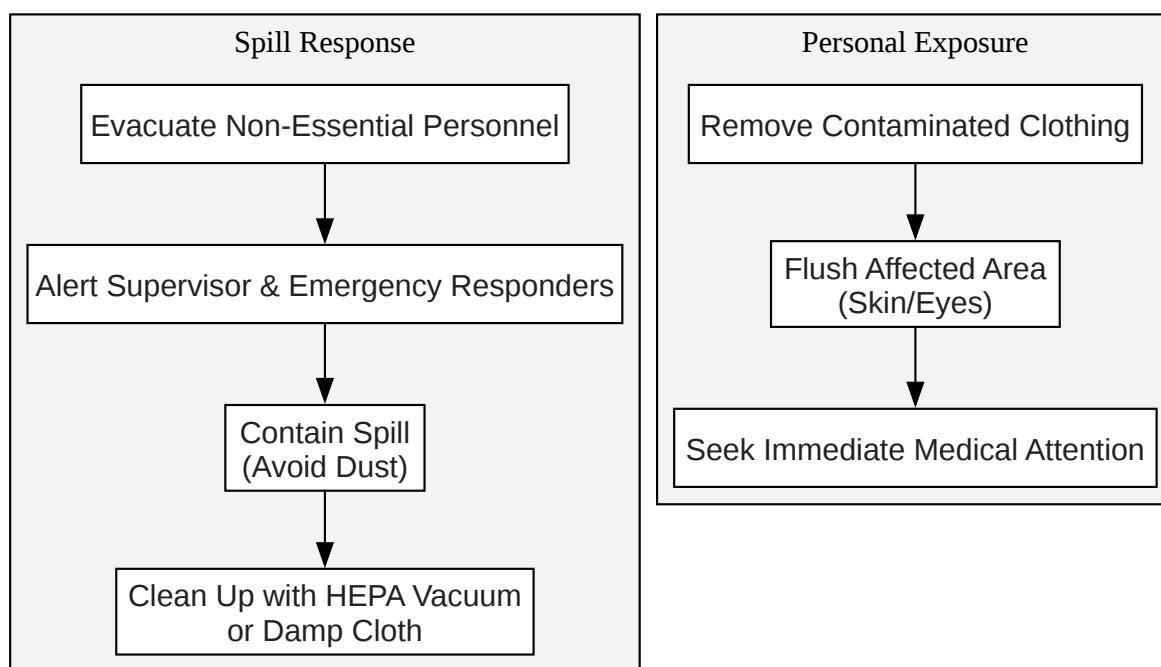 Spill Response
Evacuate Non-Essential Personnel
Alert Supervisor & Emergency Responders
Contain Spill
(Avoid Dust)
Clean Up with HEPA Vacuum
or Damp Cloth
Personal Exposure
Remove Contaminated Clothing
Flush Affected Area
(Skin/Eyes)
Seek Immediate Medical Attention